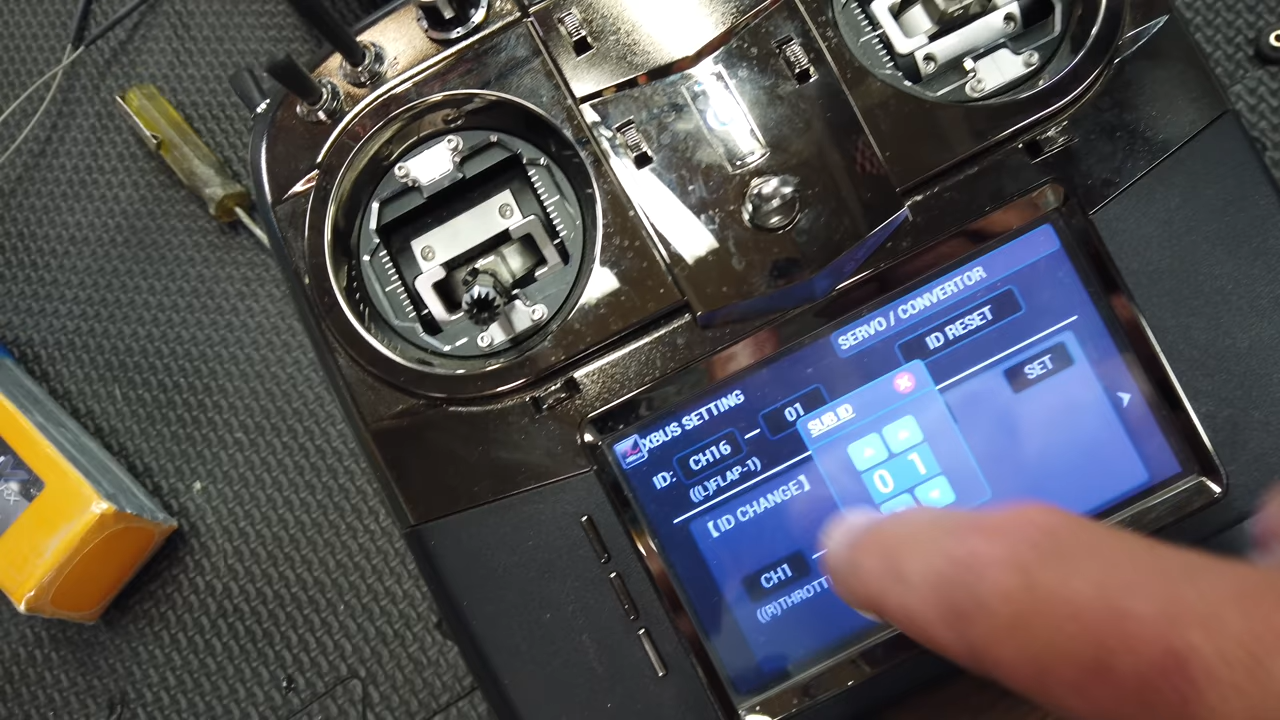 SERVO / CONVERTOR
ID RESET
XBUS SETTING
ID: CH16 — 01
((L)FLAP-1)
SET
SUB ID
0 1
【ID CHANGE】
CH1